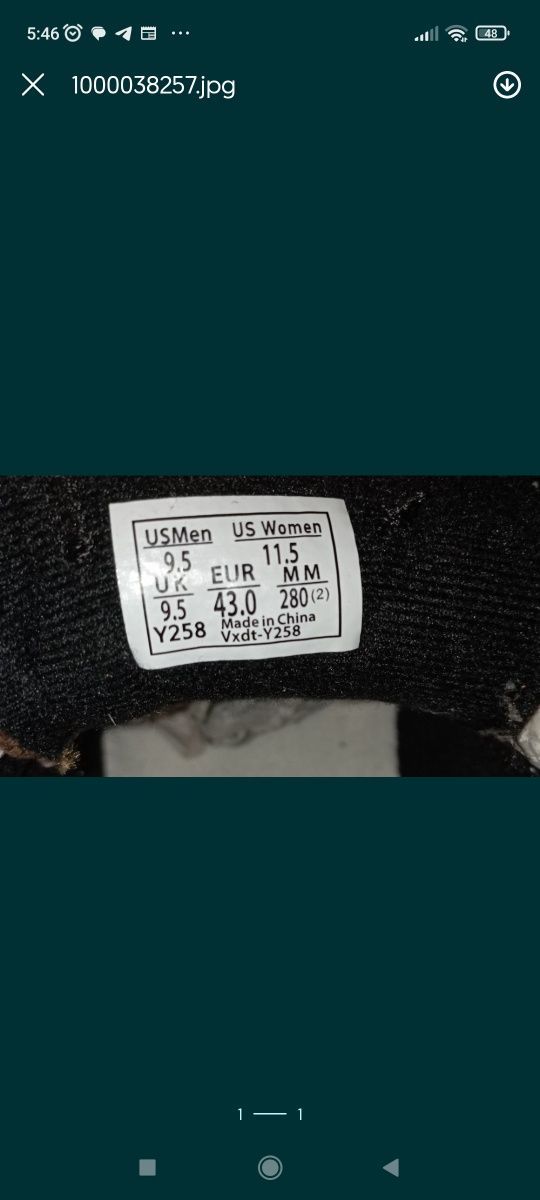 5:46 ... 48
1000038257.jpg
USMen US Women
9.5 11.5
UK EUR MM
9.5 43.0 280(2)
Y258 Made in China
Vxdt-Y258
1 — 1